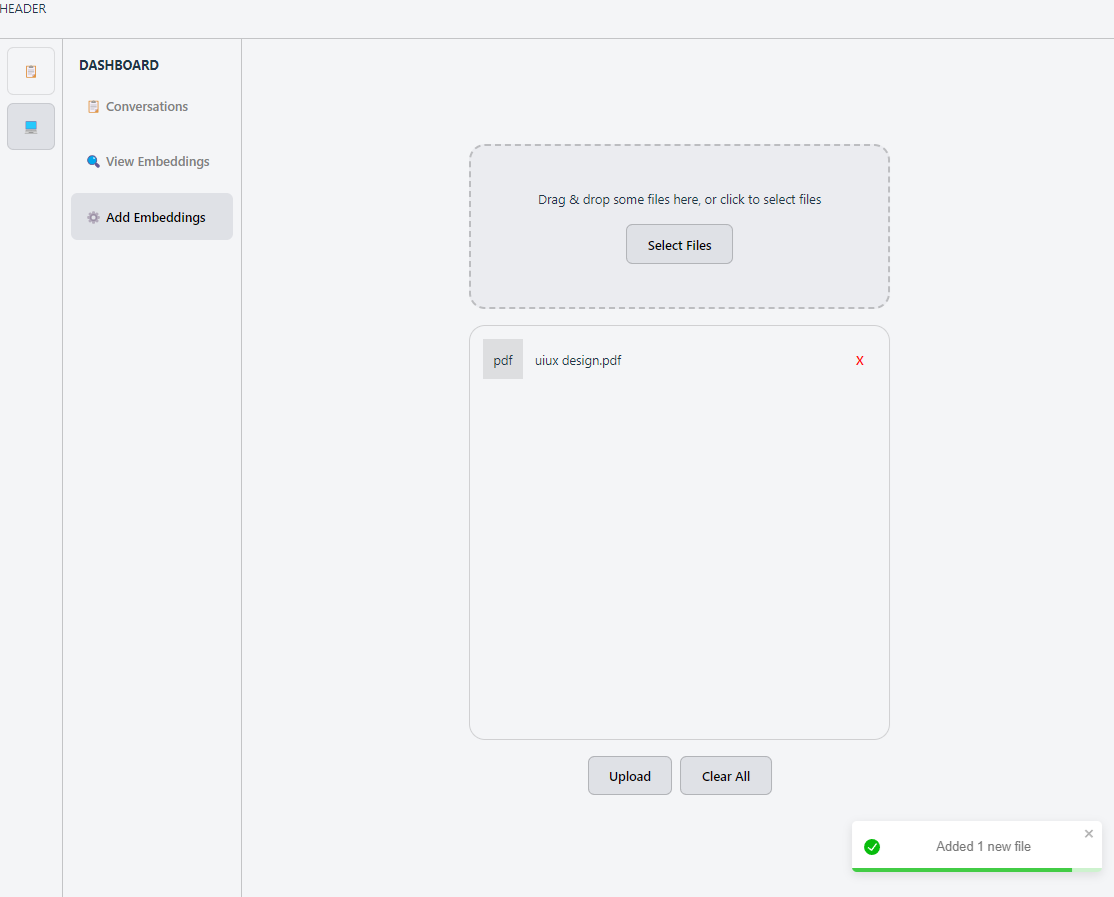 HEADER
DASHBOARD
Conversations
View Embeddings
Add Embeddings
Drag & drop some files here, or click to select files
Select Files
pdf
uiux design.pdf
X
Upload
Clear All
Added 1 new file